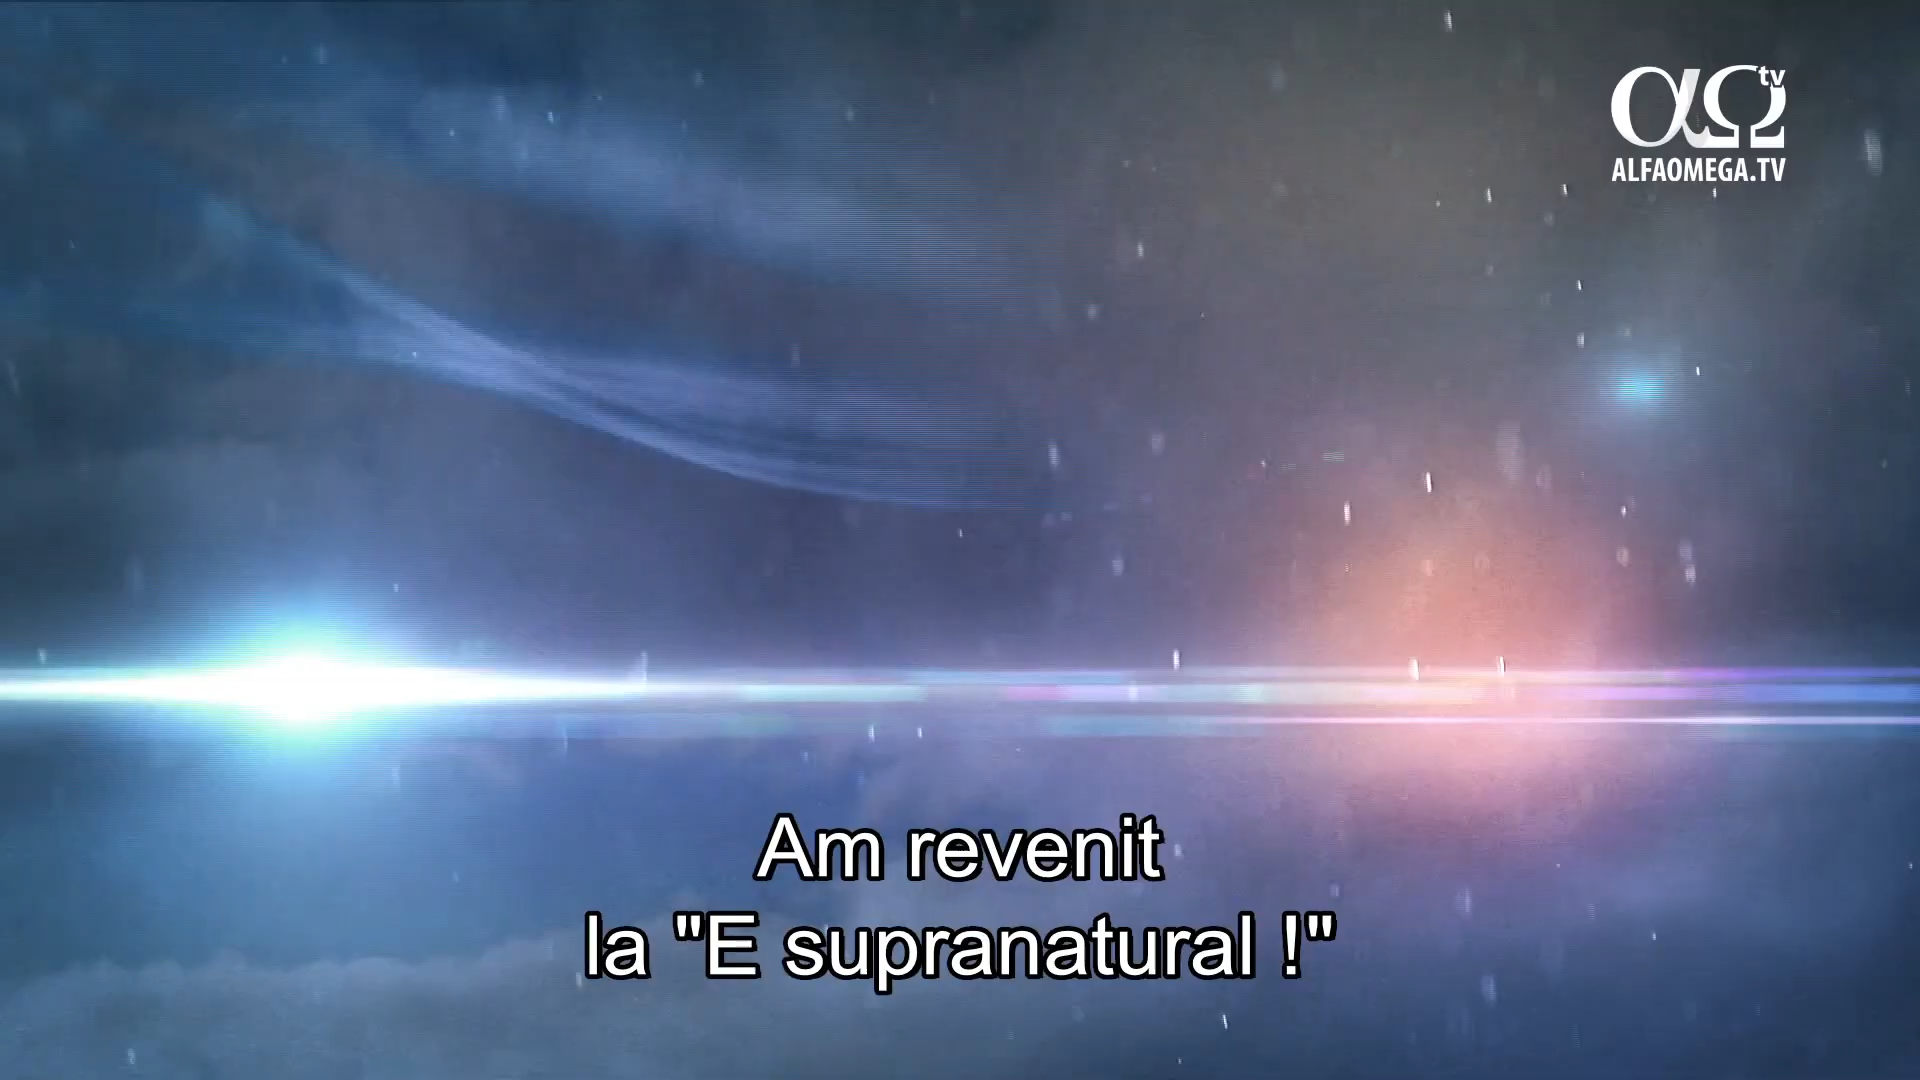 αΩ tv
ALFAOMEGA.TV
Am revenit
la "E supranatural !"